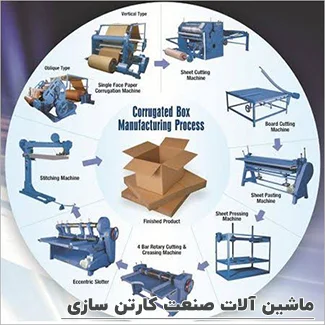 Vertical Type
Oblique Type
Single Face Paper
Corrugation Machine
Sheet Cutting
Machine
Corrugated Box
Manufacturing Process
Board Cutting
Machine
Stitching Machine
Sheet Pasting
Machine
Finished Product
Sheet Pressing
Machine
4 Bar Rotary Cutting &
Creasing Machine
Eccentric Slotter
ماشین آلات صنعت کارتن سازی